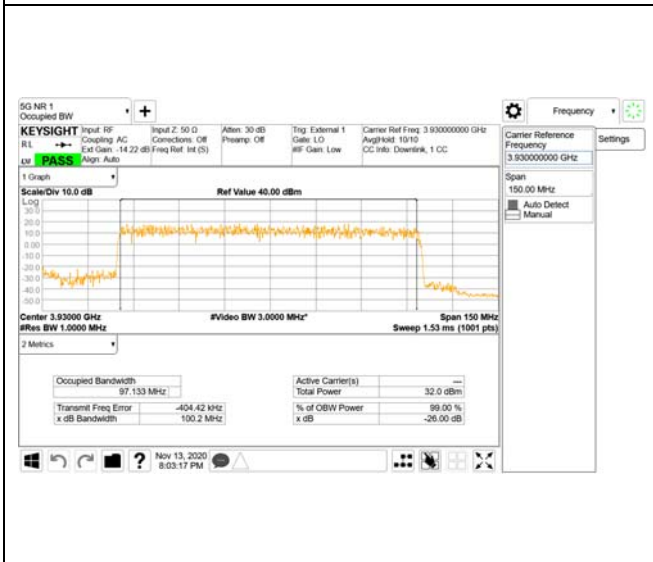 5G NR 1
Occupied BW
Frequency
KEYSIGHT
RL
PASS
Input: RF
Coupling: AC
Ext Gain: -14.22 dB
Align: Auto
Input Z: 50 Ω
Corrections: Off
Freq Ref: Int (S)
Atten: 30 dB
Preamp: Off
Trig: External 1
Gate: LO
#IF Gain: Low
Carrier Ref Freq: 3.930000000 GHz
Avg|Hold: 10/10
CC Info: Downlink, 1 CC
Carrier Reference
Frequency
3.930000000 GHz
Settings
Span
150.00 MHz
Auto Detect
Manual
1 Graph
Scale/Div 10.0 dB
Ref Value 40.00 dBm
Log
30.0
20.0
10.0
0.00
-10.0
-20.0
-30.0
-40.0
-50.0
Center 3.93000 GHz
#Video BW 3.0000 MHz*
Span 150 MHz
#Res BW 1.0000 MHz
Sweep 1.53 ms (1001 pts)
2 Metrics
Occupied Bandwidth
97.133 MHz
Transmit Freq Error -404.42 kHz
x dB Bandwidth 100.2 MHz
Active Carrier(s) ---
Total Power 32.0 dBm
% of OBW Power 99.00 %
x dB -26.00 dB
Nov 13, 2020
8:03:17 PM